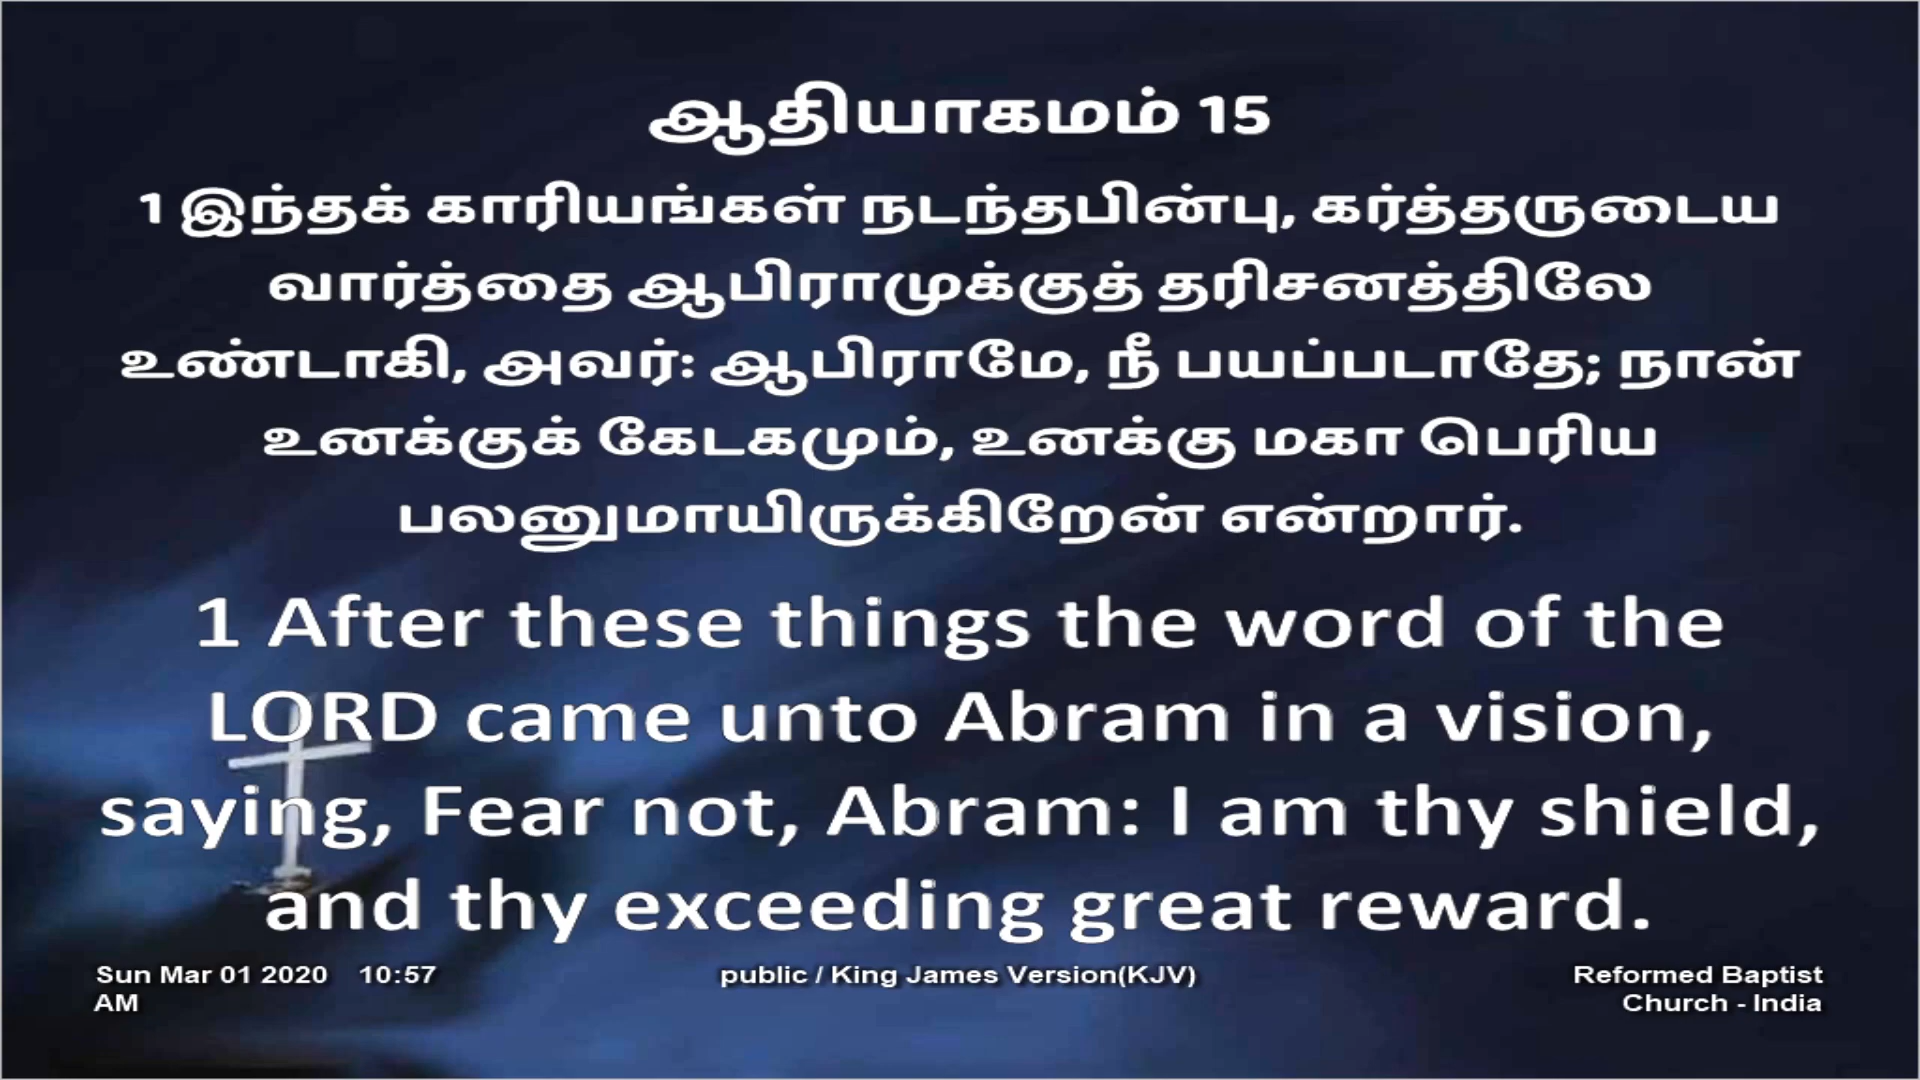 ஆதியாகமம் 15
1 இந்தக் காரியங்கள் நடந்தபின்பு, கர்த்தருடைய
வார்த்தை ஆபிராமுக்குத் தரிசனத்திலே
உண்டாகி, அவர்: ஆபிராமே, நீ பயப்படாதே; நான்
உனக்குக் கேடகமும், உனக்கு மகா பெரிய
பலனுமாயிருக்கிறேன் என்றார்.
1 After these things the word of the
LORD came unto Abram in a vision,
saying, Fear not, Abram: I am thy shield,
and thy exceeding great reward.
Sun Mar 01 2020 10:57
AM
public / King James Version(KJV)
Reformed Baptist
Church - India